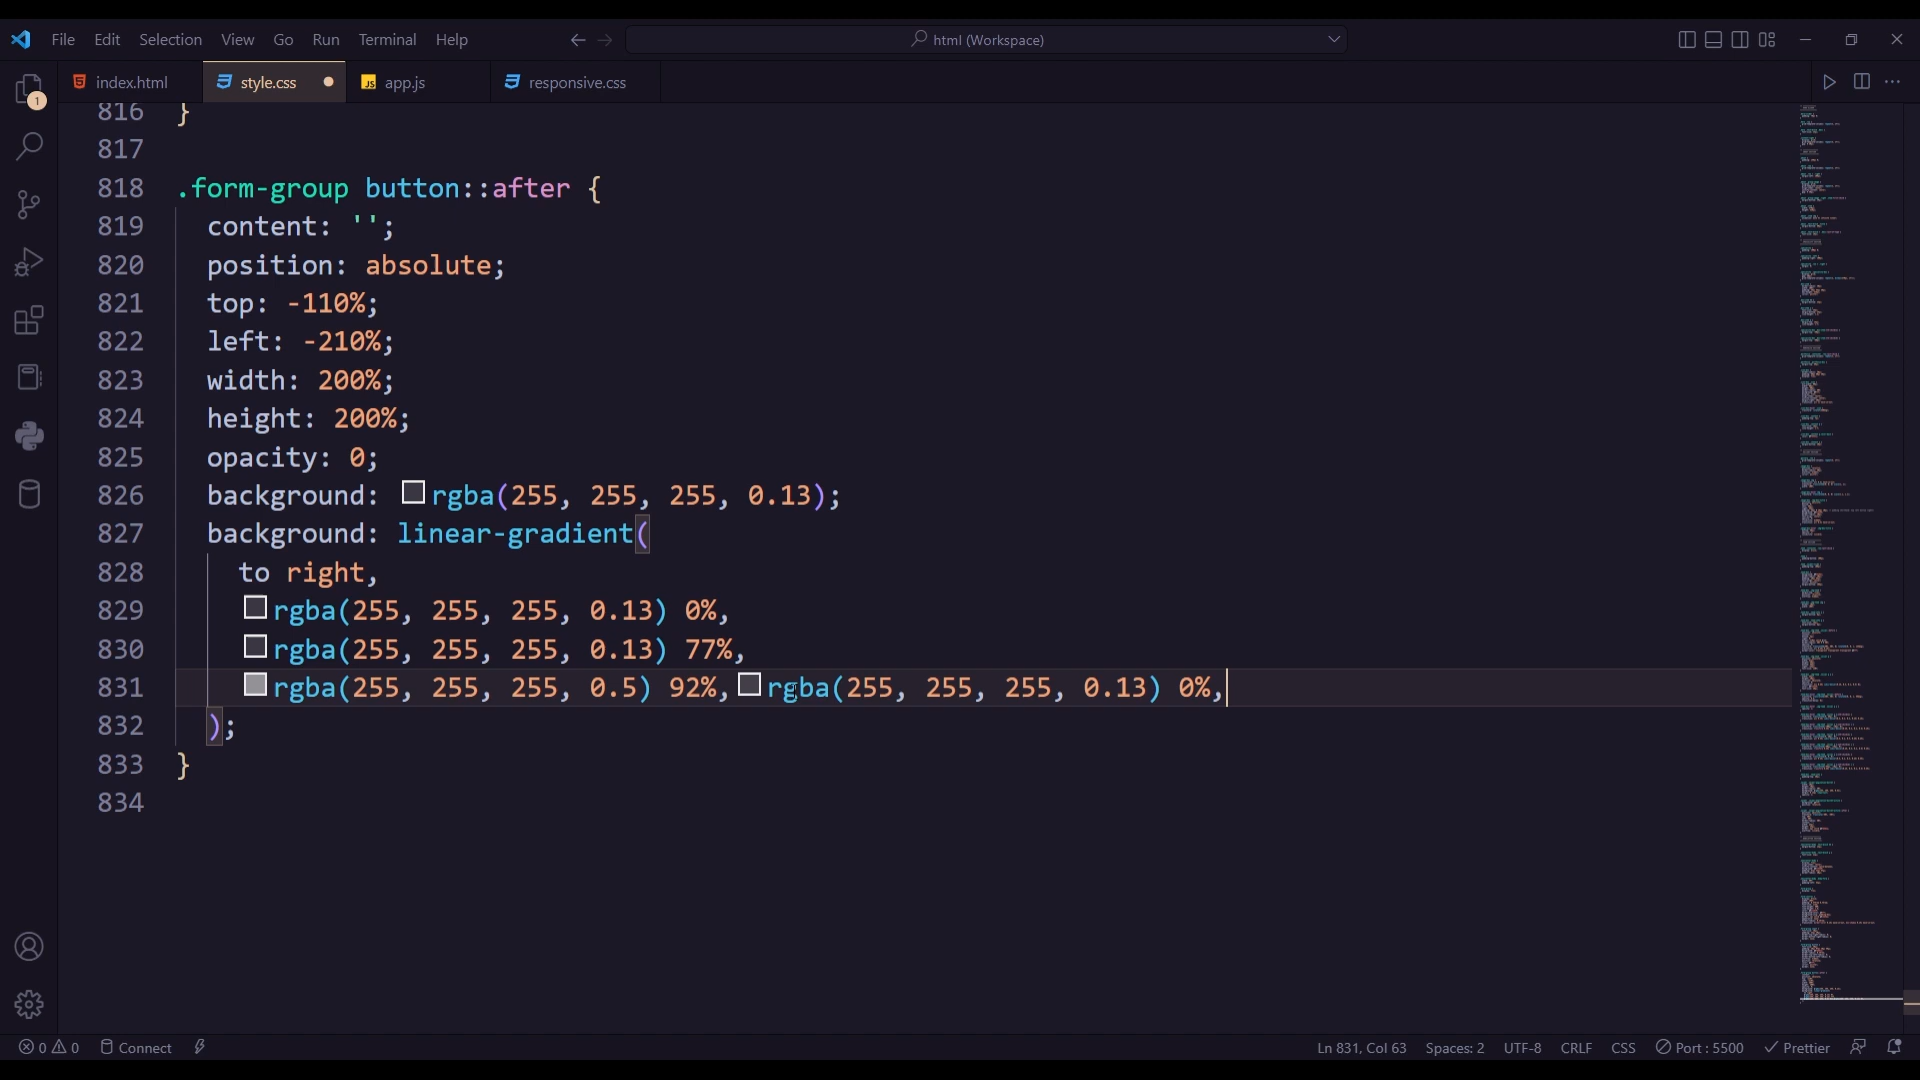 File Edit Selection View Go Run Terminal Help html (Workspace)
index.html style.css app.js responsive.css
1
816 }
817
818 .form-group button::after {
819 content: '';
820 position: absolute;
821 top: -110%;
822 left: -210%;
823 width: 200%;
824 height: 200%;
825 opacity: 0;
826 background: rgba(255, 255, 255, 0.13);
827 background: linear-gradient(
828 to right,
829 rgba(255, 255, 255, 0.13) 0%,
830 rgba(255, 255, 255, 0.13) 77%,
831 rgba(255, 255, 255, 0.5) 92%, rgba(255, 255, 255, 0.13) 0%,
832 );
833 }
834
0 0 Connect Ln 831, Col 63 Spaces: 2 UTF-8 CRLF CSS Port : 5500 Prettier